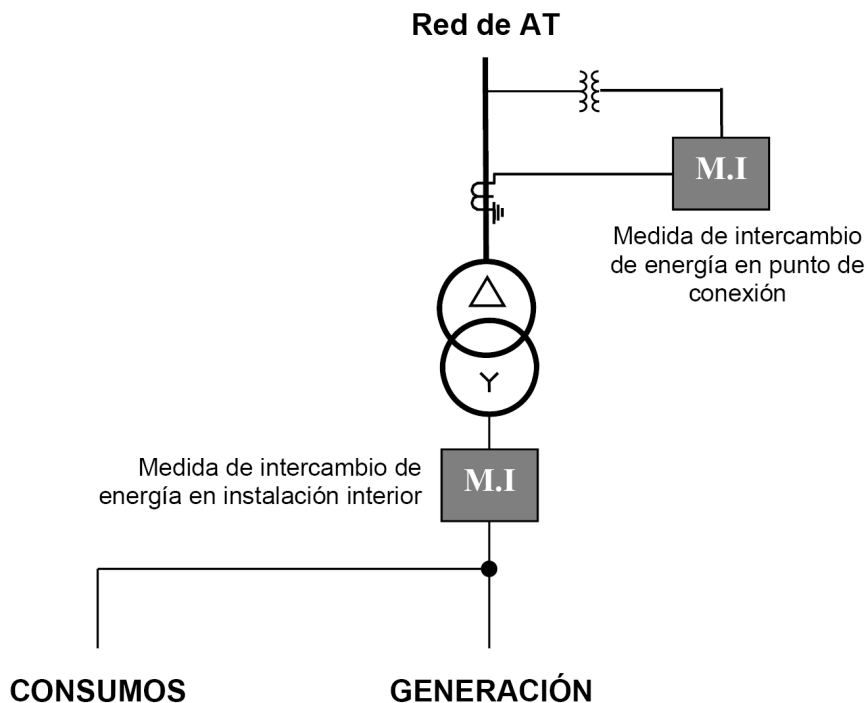 Red de AT
M.I
Medida de intercambio
de energía en punto de
conexión
Medida de intercambio de
energía en instalación interior
M.I
CONSUMOS
GENERACIÓN